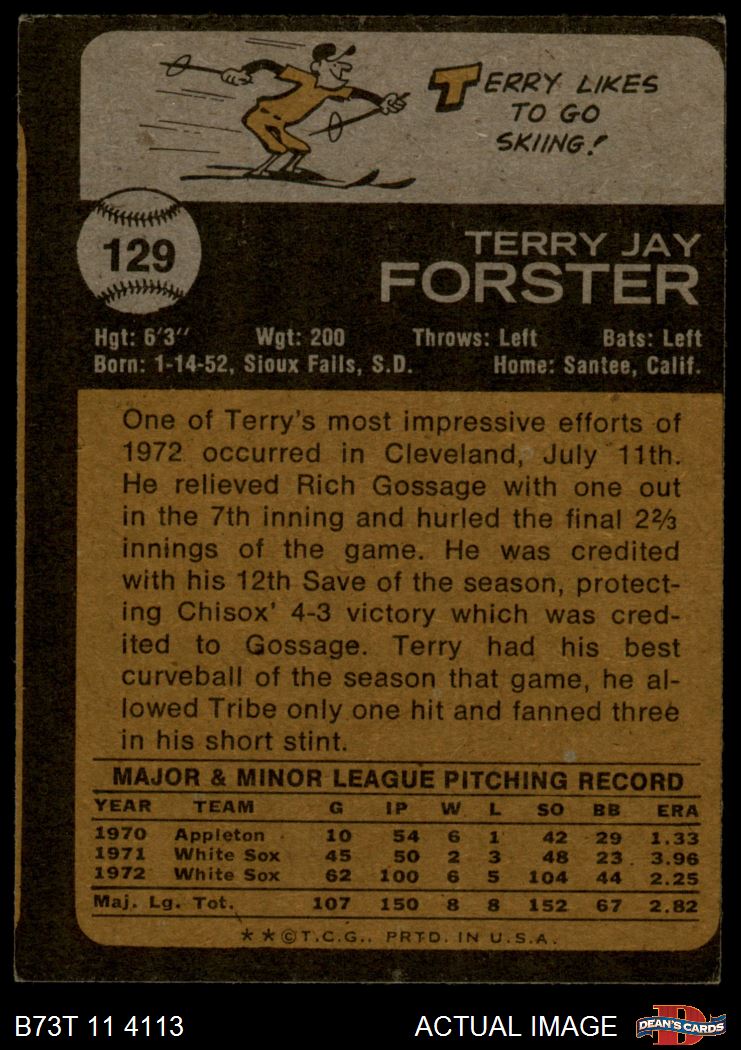 TERRY LIKES
TO GO
SKIING!
129
TERRY JAY
FORSTER
Hgt: 6'3" Wgt: 200 Throws: Left Bats: Left
Born: 1-14-52, Sioux Falls, S.D. Home: Santee, Calif.
One of Terry's most impressive efforts of
1972 occurred in Cleveland, July 11th.
He relieved Rich Gossage with one out
in the 7th inning and hurled the final 2⅔
innings of the game. He was credited
with his 12th Save of the season, protect-
ing Chisox' 4-3 victory which was cred-
ited to Gossage. Terry had his best
curveball of the season that game, he al-
lowed Tribe only one hit and fanned three
in his short stint.
MAJOR & MINOR LEAGUE PITCHING RECORD
YEAR TEAM G IP W L SO BB ERA
1970 Appleton 10 54 6 1 42 29 1.33
1971 White Sox 45 50 2 3 48 23 3.96
1972 White Sox 62 100 6 5 104 44 2.25
Maj. Lg. Tot. 107 150 8 8 152 67 2.82
**©T.C.G.. PRTD. IN U.S.A.
B73T 11 4113 ACTUAL IMAGE DEAN'S CARDS